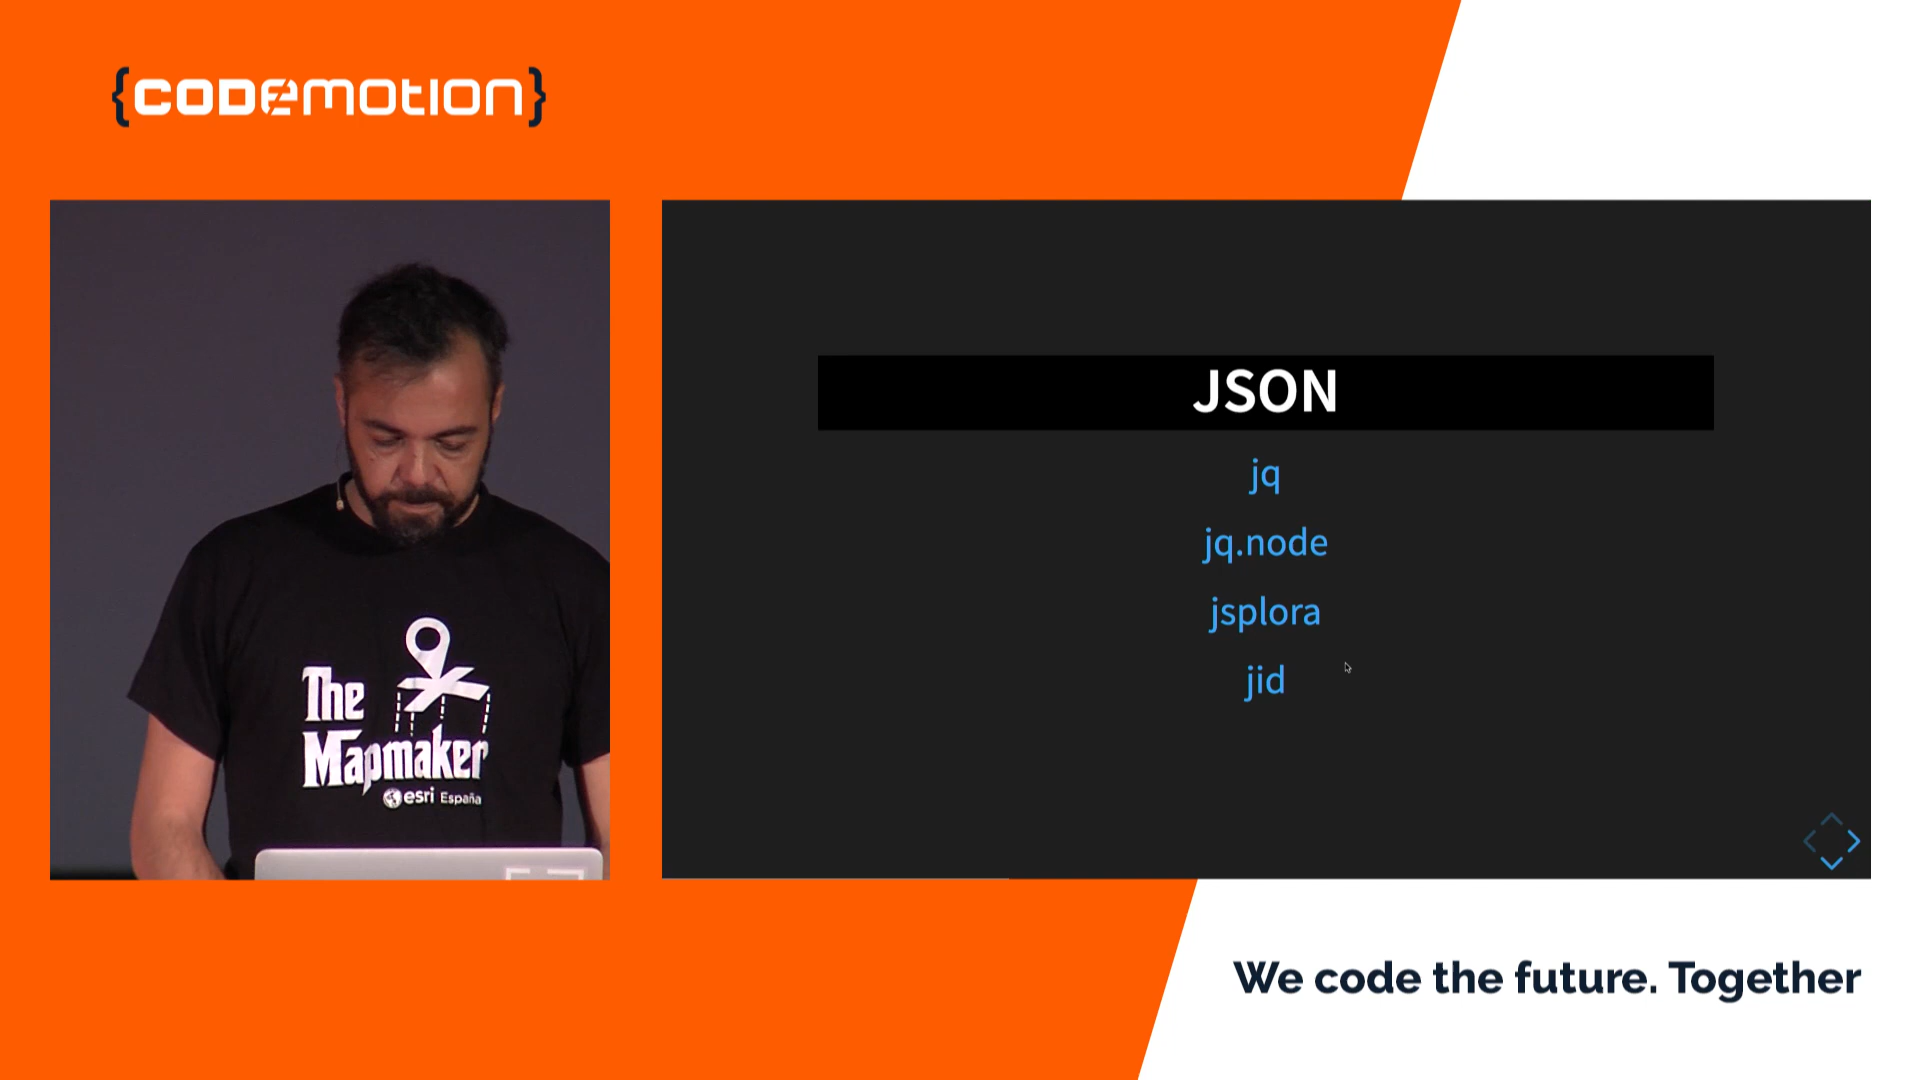 {CODEMOTION}
The
Mapmaker
esri España
JSON
jq
jq.node
jsplora
jid
We code the future. Together